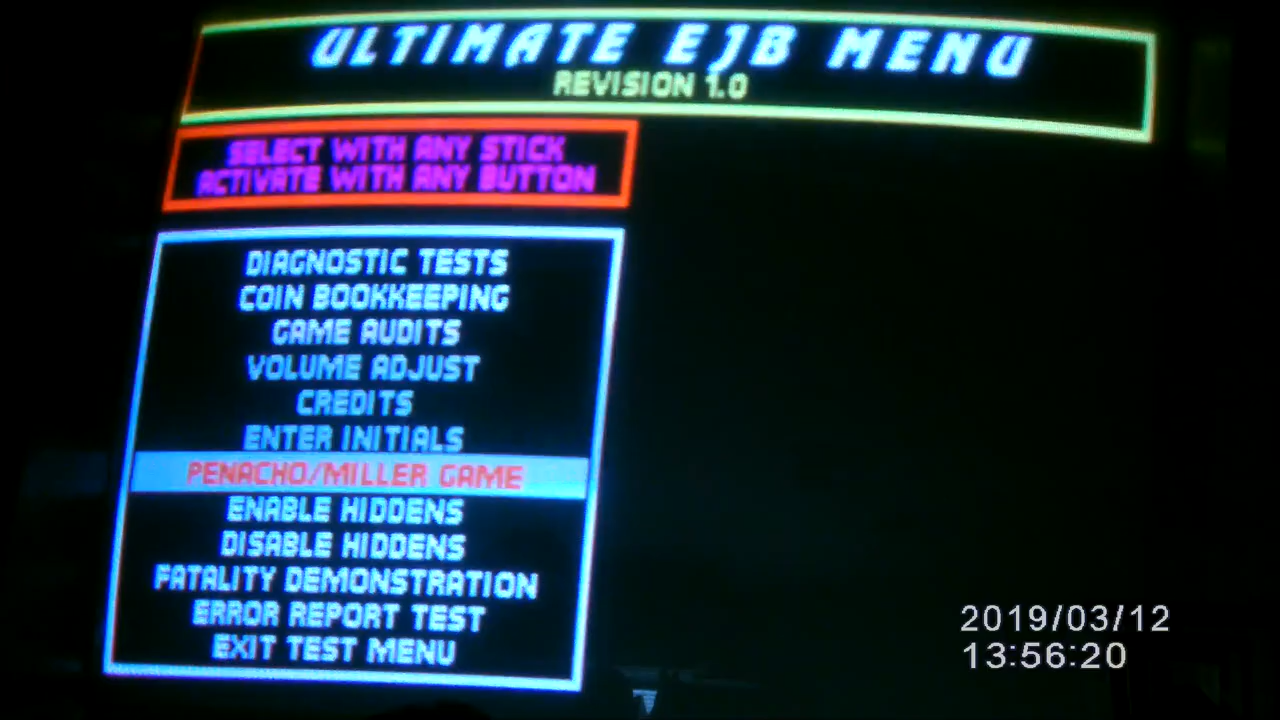 ULTIMATE EJB MENU
REVISION 1.0
SELECT WITH ANY STICK
ACTIVATE WITH ANY BUTTON
DIAGNOSTIC TESTS
COIN BOOKKEEPING
GAME AUDITS
VOLUME ADJUST
CREDITS
ENTER INITIALS
PENACHO/MILLER GAME
ENABLE HIDDENS
DISABLE HIDDENS
FATALITY DEMONSTRATION
ERROR REPORT TEST
EXIT TEST MENU
2019/03/12
13:56:20